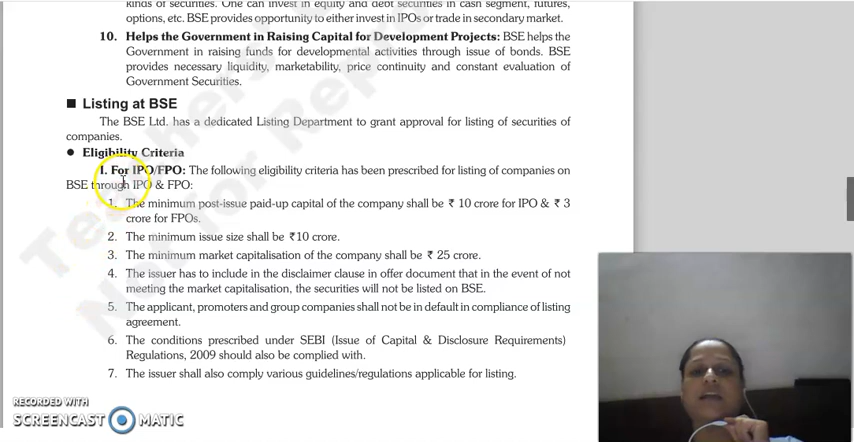 kinds of securities. One can invest in equity and debt securities in cash segment, futures,
options, etc. BSE provides opportunity to either invest in IPOs or trade in secondary market.
10. Helps the Government in Raising Capital for Development Projects: BSE helps the
Government in raising funds for developmental activities through issue of bonds. BSE
provides necessary liquidity, marketability, price continuity and constant evaluation of
Government Securities.
■ Listing at BSE
The BSE Ltd. has a dedicated Listing Department to grant approval for listing of securities of
companies.
● Eligibility Criteria
I. For IPO/FPO: The following eligibility criteria has been prescribed for listing of companies on
BSE through IPO & FPO:
1. The minimum post-issue paid-up capital of the company shall be ₹ 10 crore for IPO & ₹ 3
crore for FPOs.
2. The minimum issue size shall be ₹10 crore.
3. The minimum market capitalisation of the company shall be ₹ 25 crore.
4. The issuer has to include in the disclaimer clause in offer document that in the event of not
meeting the market capitalisation, the securities will not be listed on BSE.
5. The applicant, promoters and group companies shall not be in default in compliance of listing
agreement.
6. The conditions prescribed under SEBI (Issue of Capital & Disclosure Requirements)
Regulations, 2009 should also be complied with.
7. The issuer shall also comply various guidelines/regulations applicable for listing.
RECORDED WITH
SCREENCAST MATIC